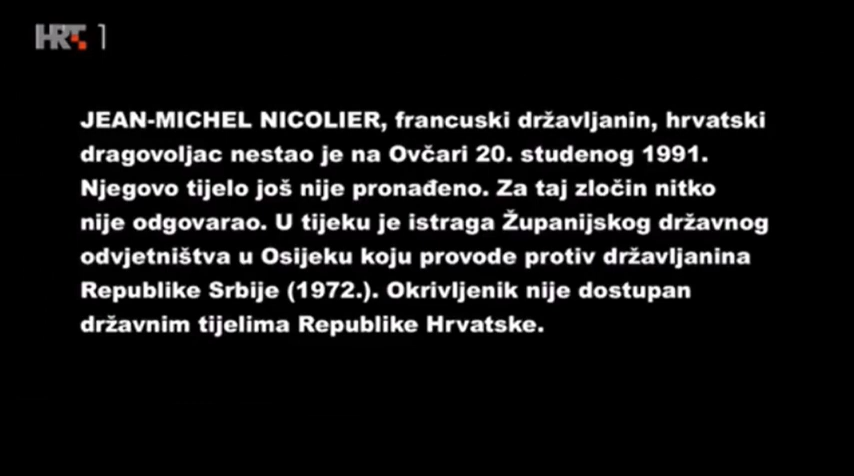 HRT 1
JEAN-MICHEL NICOLIER, francuski državljanin, hrvatski
dragovoljac nestao je na Ovčari 20. studenog 1991.
Njegovo tijelo još nije pronađeno. Za taj zločin nitko
nije odgovarao. U tijeku je istraga Županijskog državnog
odvjetništva u Osijeku koju provode protiv državljanina
Republike Srbije (1972.). Okrivljenik nije dostupan
državnim tijelima Republike Hrvatske.